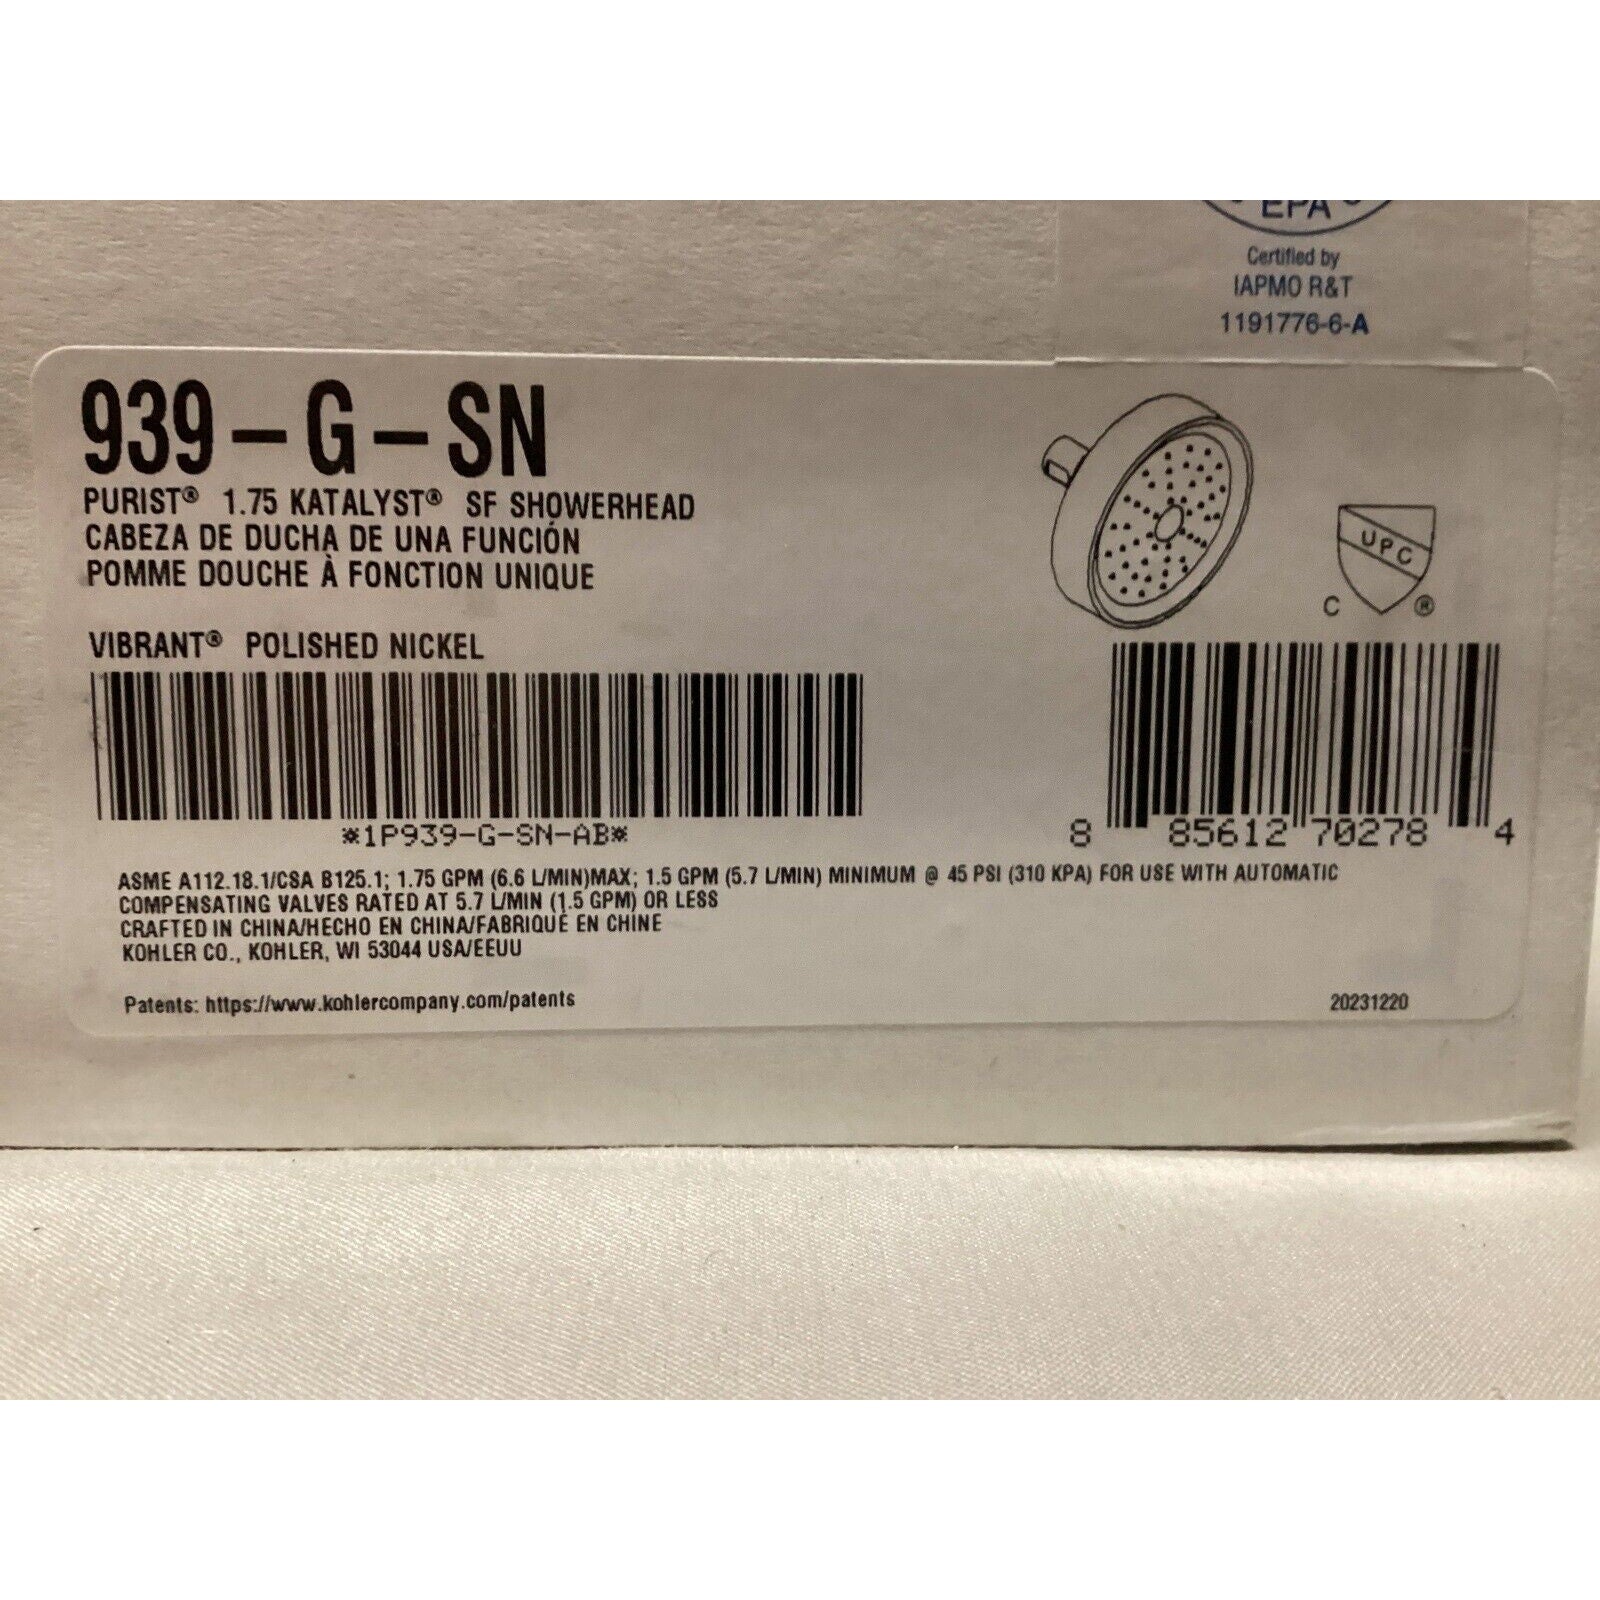 EPA
Certified by
IAPMO R&T
1191776-6-A
939-G-SN
PURIST® 1.75 KATALYST® SF SHOWERHEAD
CABEZA DE DUCHA DE UNA FUNCIÓN
POMME DOUCHE À FONCTION UNIQUE
UPC
C ®
VIBRANT® POLISHED NICKEL
*1P939-G-SN-AB*
8 85612 70278 4
ASME A112.18.1/CSA B125.1; 1.75 GPM (6.6 L/MIN)MAX; 1.5 GPM (5.7 L/MIN) MINIMUM @ 45 PSI (310 KPA) FOR USE WITH AUTOMATIC
COMPENSATING VALVES RATED AT 5.7 L/MIN (1.5 GPM) OR LESS
CRAFTED IN CHINA/HECHO EN CHINA/FABRIQUÉ EN CHINE
KOHLER CO., KOHLER, WI 53044 USA/EEUU
Patents: https://www.kohlercompany.com/patents
20231220